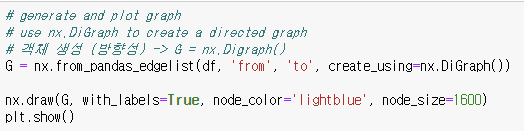 # generate and plot graph
# use nx.DiGraph to create a directed graph
# 객체 생성 (방향성) -> G = nx.Digraph()
G = nx.from_pandas_edgelist(df, 'from', 'to', create_using=nx.DiGraph())
nx.draw(G, with_labels=True, node_color='lightblue', node_size=1600)
plt.show()